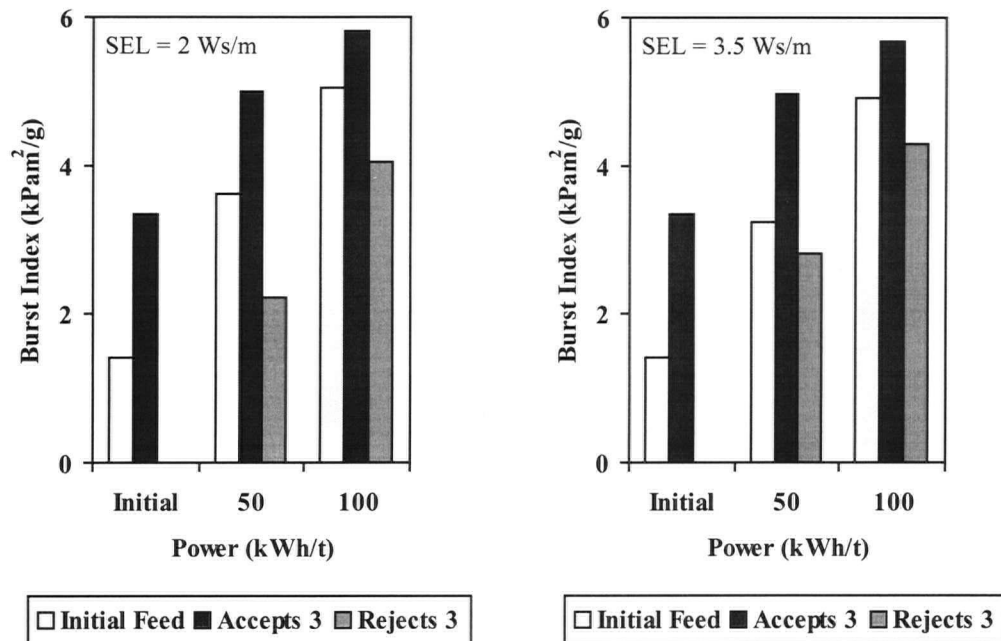 6
SEL = 2 Ws/m
4
2
0
Burst Index (kPam²/g)
Initial 50 100
Power (kWh/t)
Initial Feed Accepts 3 Rejects 3
6
SEL = 3.5 Ws/m
4
2
0
Burst Index (kPam²/g)
Initial 50 100
Power (kWh/t)
Initial Feed Accepts 3 Rejects 3